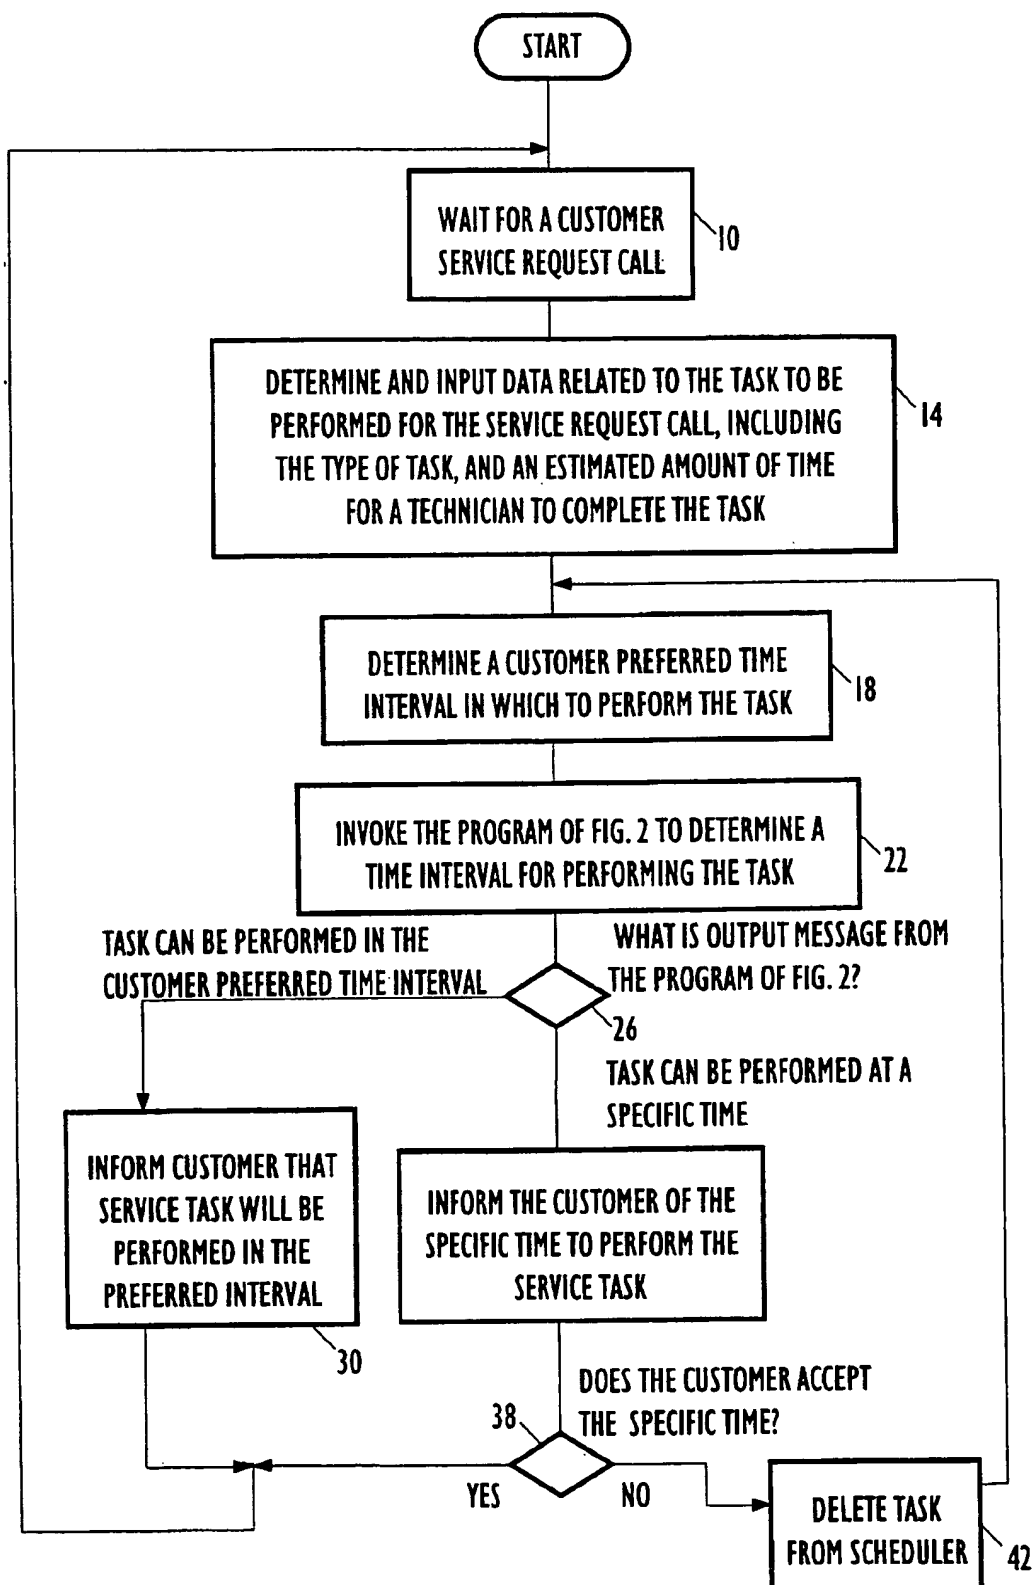 START
WAIT FOR A CUSTOMER
SERVICE REQUEST CALL
10
DETERMINE AND INPUT DATA RELATED TO THE TASK TO BE
PERFORMED FOR THE SERVICE REQUEST CALL, INCLUDING
THE TYPE OF TASK, AND AN ESTIMATED AMOUNT OF TIME
FOR A TECHNICIAN TO COMPLETE THE TASK
14
DETERMINE A CUSTOMER PREFERRED TIME
INTERVAL IN WHICH TO PERFORM THE TASK
18
INVOKE THE PROGRAM OF FIG. 2 TO DETERMINE A
TIME INTERVAL FOR PERFORMING THE TASK
22
TASK CAN BE PERFORMED IN THE
CUSTOMER PREFERRED TIME INTERVAL
WHAT IS OUTPUT MESSAGE FROM
THE PROGRAM OF FIG. 2?
26
TASK CAN BE PERFORMED AT A
SPECIFIC TIME
INFORM CUSTOMER THAT
SERVICE TASK WILL BE
PERFORMED IN THE
PREFERRED INTERVAL
30
INFORM THE CUSTOMER OF THE
SPECIFIC TIME TO PERFORM THE
SERVICE TASK
DOES THE CUSTOMER ACCEPT
THE SPECIFIC TIME?
38
YES
NO
DELETE TASK
FROM SCHEDULER
42